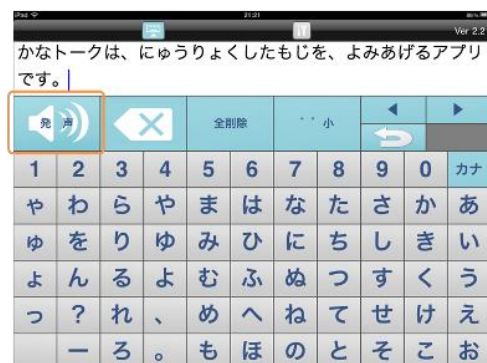 iPad 21:21
Ver 2.2
かなトークは、にゅうりょくしたもじを、よみあげるアプリ
です。
発声 全削除 ゛゜小 ◀ ▶
1 2 3 4 5 6 7 8 9 0 カナ
や わ ら や ま は な た さ か あ
ゆ を り ゆ み ひ に ち し き い
よ ん る よ む ふ ぬ つ す く う
っ ? れ 、 め へ ね て せ け え
ー ろ 。 も ほ の と そ こ お